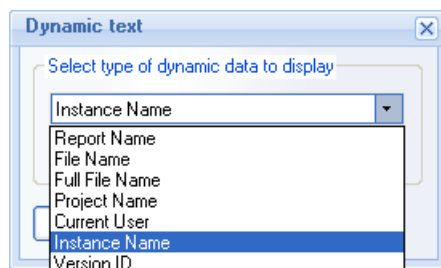 Dynamic text
Select type of dynamic data to display
Instance Name
Report Name
File Name
Full File Name
Project Name
Current User
Instance Name
Version ID